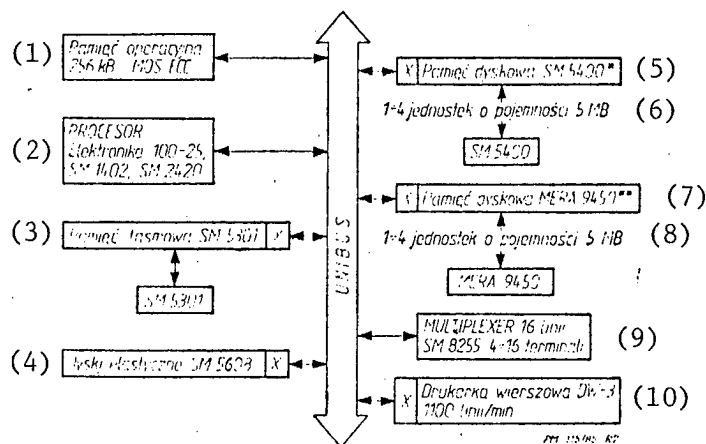 (1)
Pamięć operacyjna
256 kB MOS ECC
(2)
PROCESOR
Elektronika 100-25,
SM 1402, SM 2420
(3)
Pamięć taśmowa SM 5301 X
SM 5301
(4)
Dyski elastyczne SM 5608 X
UNIBUS
X Pamięć dyskowa SM 5400*
(5)
1÷4 jednostek o pojemności 5 MB
(6)
SM 5400
X Pamięć dyskowa MERA 9450**
(7)
1÷4 jednostek o pojemności 5 MB
(8)
MERA 9450
MULTIPLEXER 16 linii
SM 8255 4÷16 terminali
(9)
X Drukarka wierszowa DW-3
1100 linii/min
(10)